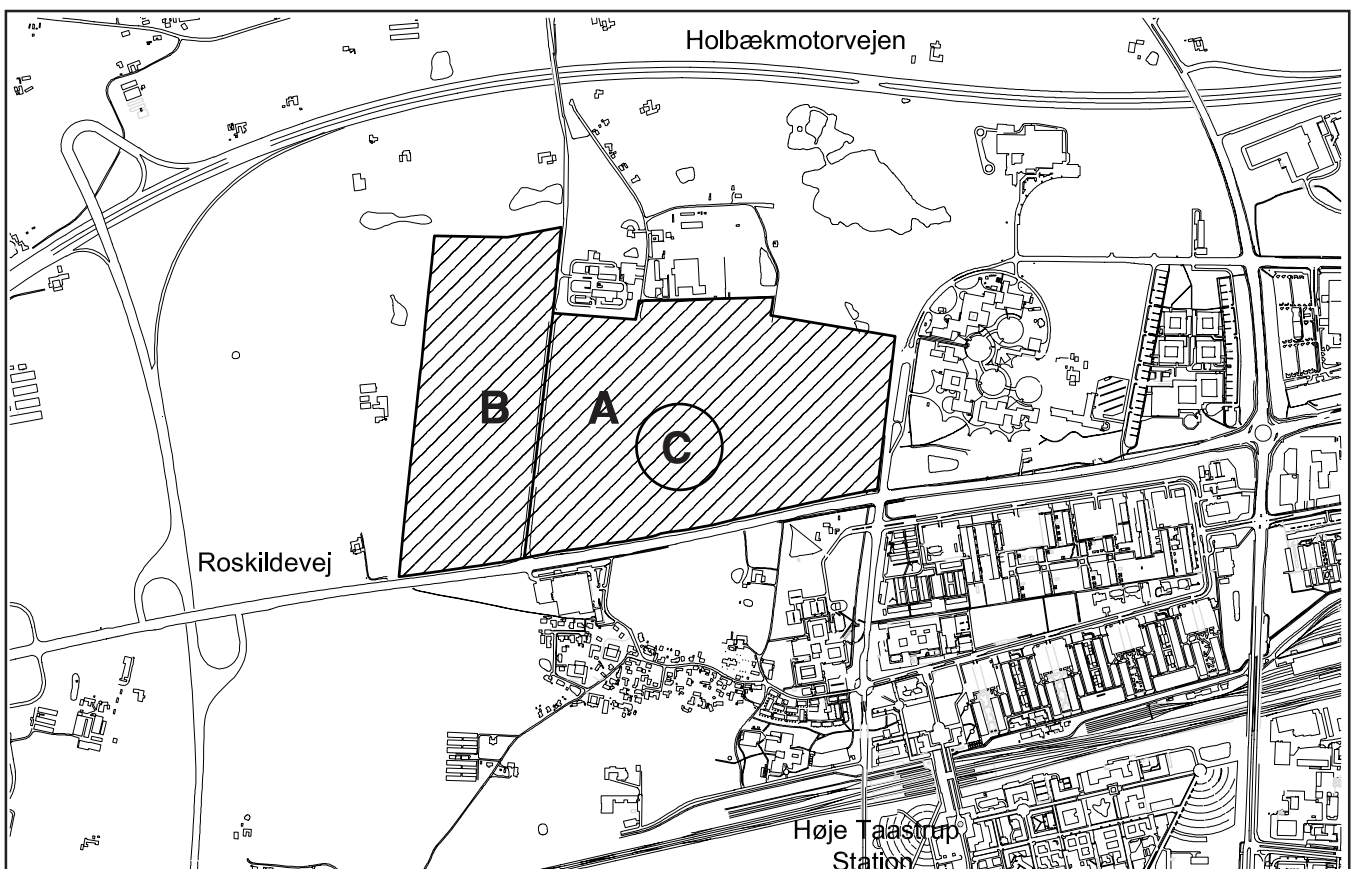 Holbækmotorvejen
B
A
C
Roskildevej
Høje Taastrup
Station